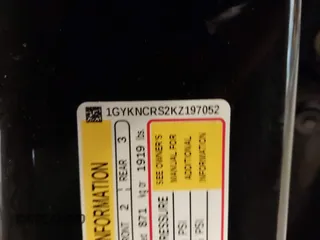 1GYKNCRS2KZ197052
FRONT 2 REAR 3
871 kg or 1919 lbs.
SEE OWNER'S
MANUAL FOR
ADDITIONAL
INFORMATION
PRESSURE
PSI
PSI
INFORMATION